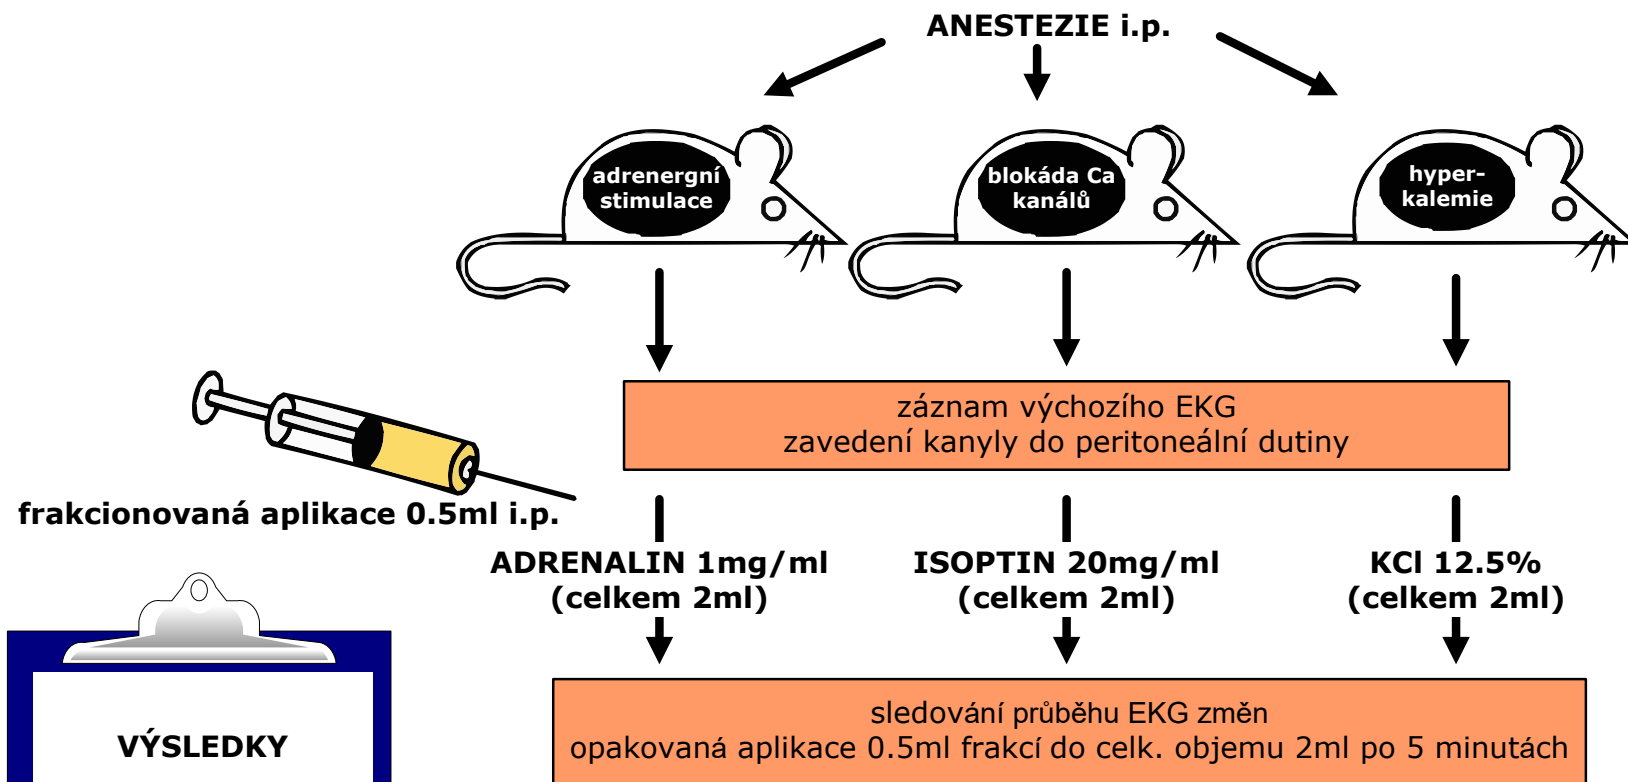 ANESTEZIE i.p.
adrenergní
stimulace
blokáda Ca
kanálů
hyper-
kalemie
záznam výchozího EKG
zavedení kanyly do peritoneální dutiny
frakcionovaná aplikace 0.5ml i.p.
ADRENALIN 1mg/ml
(celkem 2ml)
ISOPTIN 20mg/ml
(celkem 2ml)
KCl 12.5%
(celkem 2ml)
sledování průběhu EKG změn
opakovaná aplikace 0.5ml frakcí do celk. objemu 2ml po 5 minutách
VÝSLEDKY